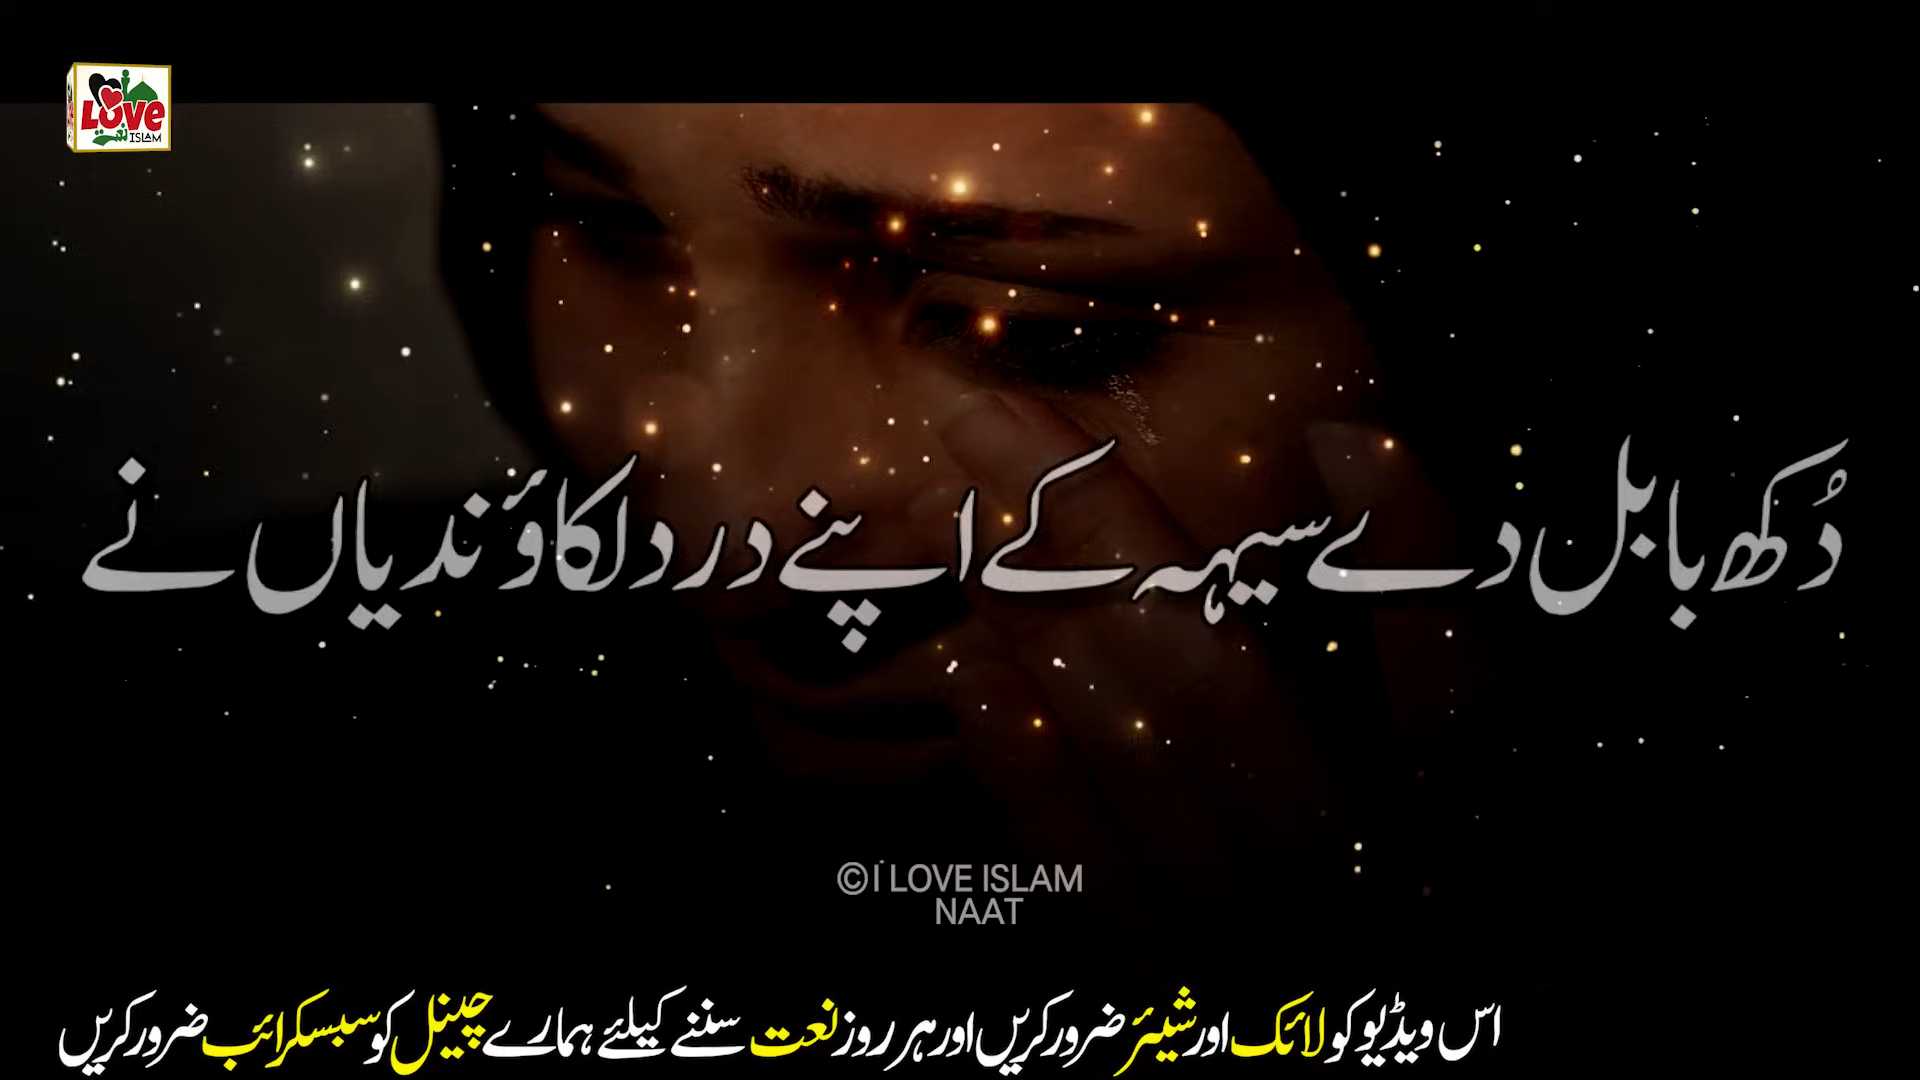 Love
نعت
ISLAM
دُکھ بابل دے سیہہ کے اپنے درد لکاؤندیاں نے
©i LOVE ISLAM
NAAT
اس ویڈیو کو لائک اور شیئر ضرور کریں اور ہر روز نعت سننے کیلئے ہمارے چینل کو سبسکرائب ضرور کریں